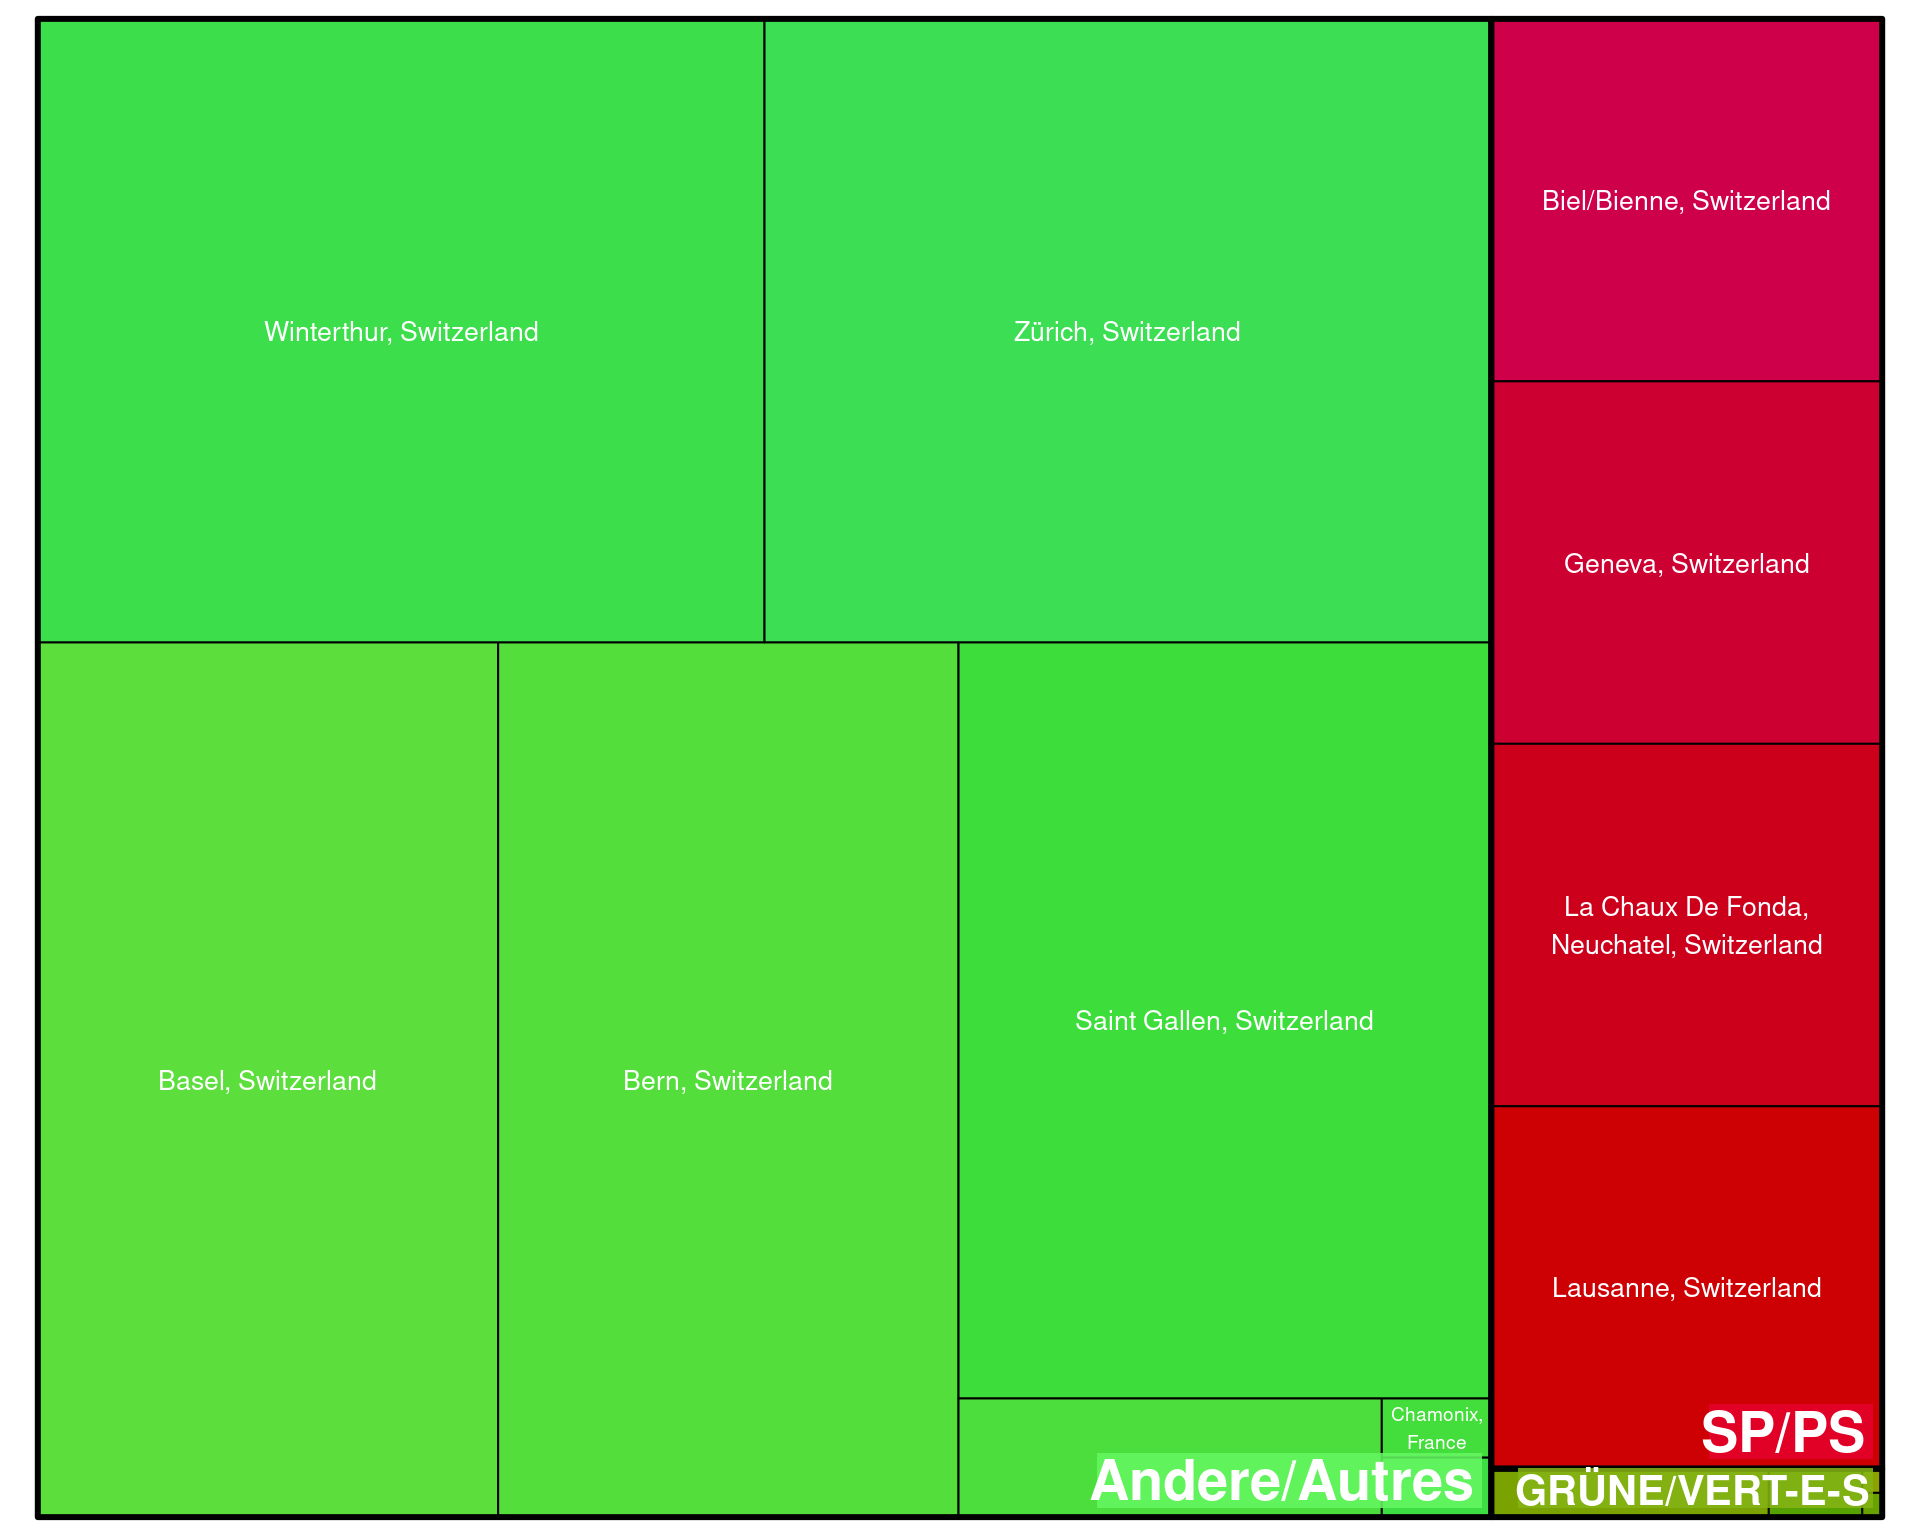 Winterthur, Switzerland
Zürich, Switzerland
Biel/Bienne, Switzerland
Geneva, Switzerland
La Chaux De Fonda,
Neuchatel, Switzerland
Basel, Switzerland
Bern, Switzerland
Saint Gallen, Switzerland
Lausanne, Switzerland
Chamonix,
France
SP/PS
Andere/Autres
GRÜNE/VERT-E-S